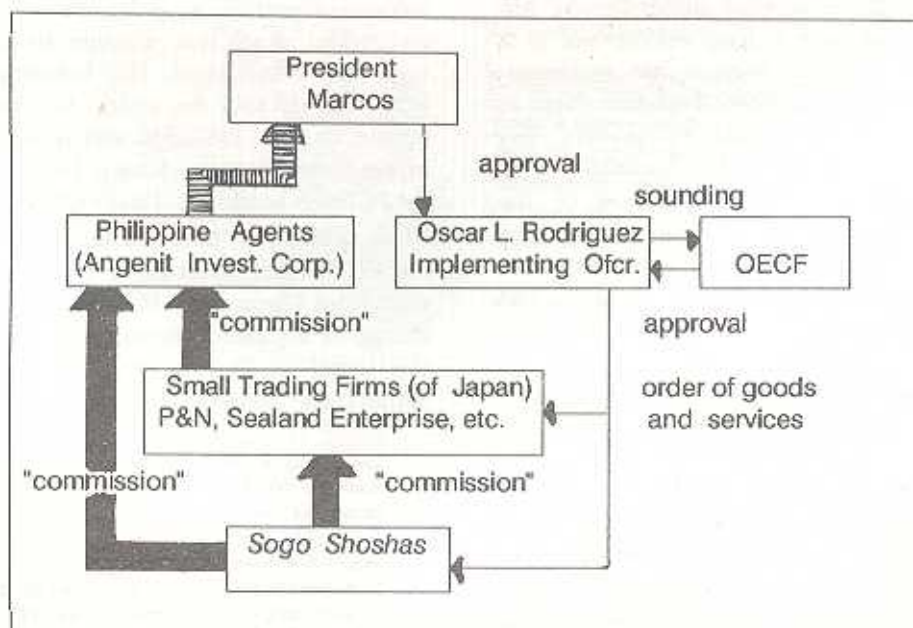 President
Marcos
approval
sounding
Philippine Agents
(Angenit Invest. Corp.)
Oscar L. Rodriguez
Implementing Ofcr.
OECF
"commission"
approval
Small Trading Firms (of Japan)
P&N, Sealand Enterprise, etc.
order of goods
and services
"commission"
"commission"
Sogo Shoshas